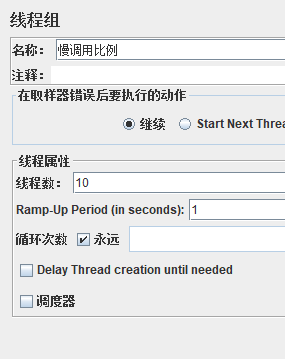 线程组
名称： 慢调用比例
注释：
在取样器错误后要执行的动作
继续 Start Next Threa
线程属性
线程数： 10
Ramp-Up Period (in seconds): 1
循环次数 永远
Delay Thread creation until needed
调度器